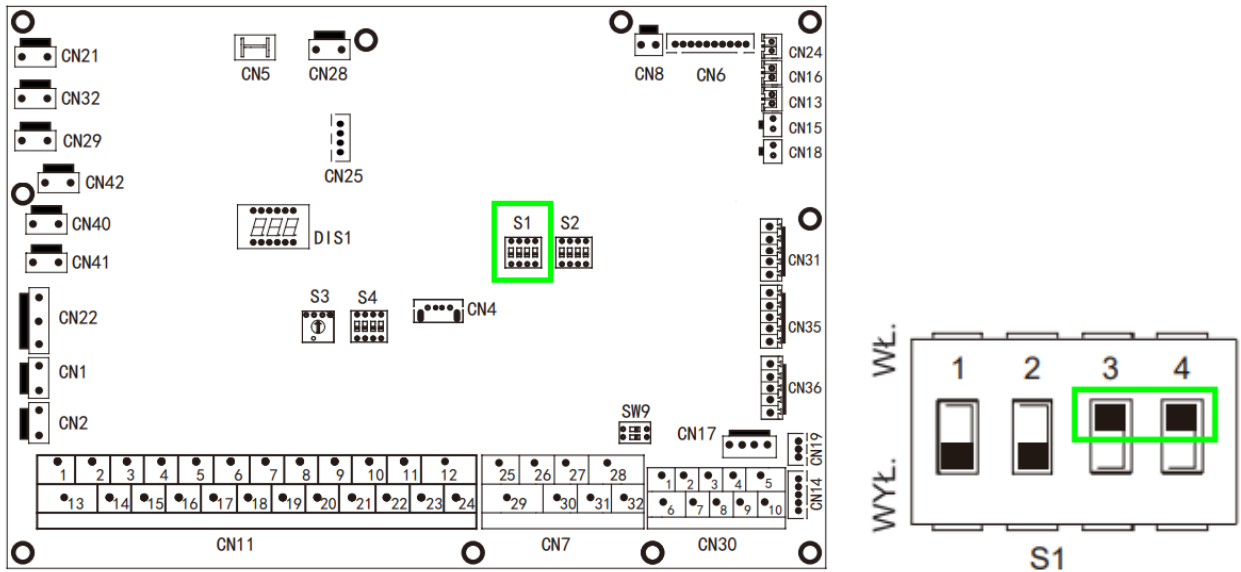 CN21
CN5
CN28
CN8
CN6
CN24
CN32
CN16
CN13
CN29
CN15
CN25
CN18
CN42
CN40
DIS1
S1
S2
CN41
CN31
S3
S4
CN4
CN22
CN35
CN1
CN36
CN2
SW9
CN17
CN19
1 2 3 4 5 6 7 8 9 10 11 12
25 26 27 28
1 2 3 4 5
13 14 15 16 17 18 19 20 21 22 23 24
29 30 31 32
6 7 8 9 10
CN14
CN11
CN7
CN30
WŁ.
1 2 3 4
WYŁ.
S1